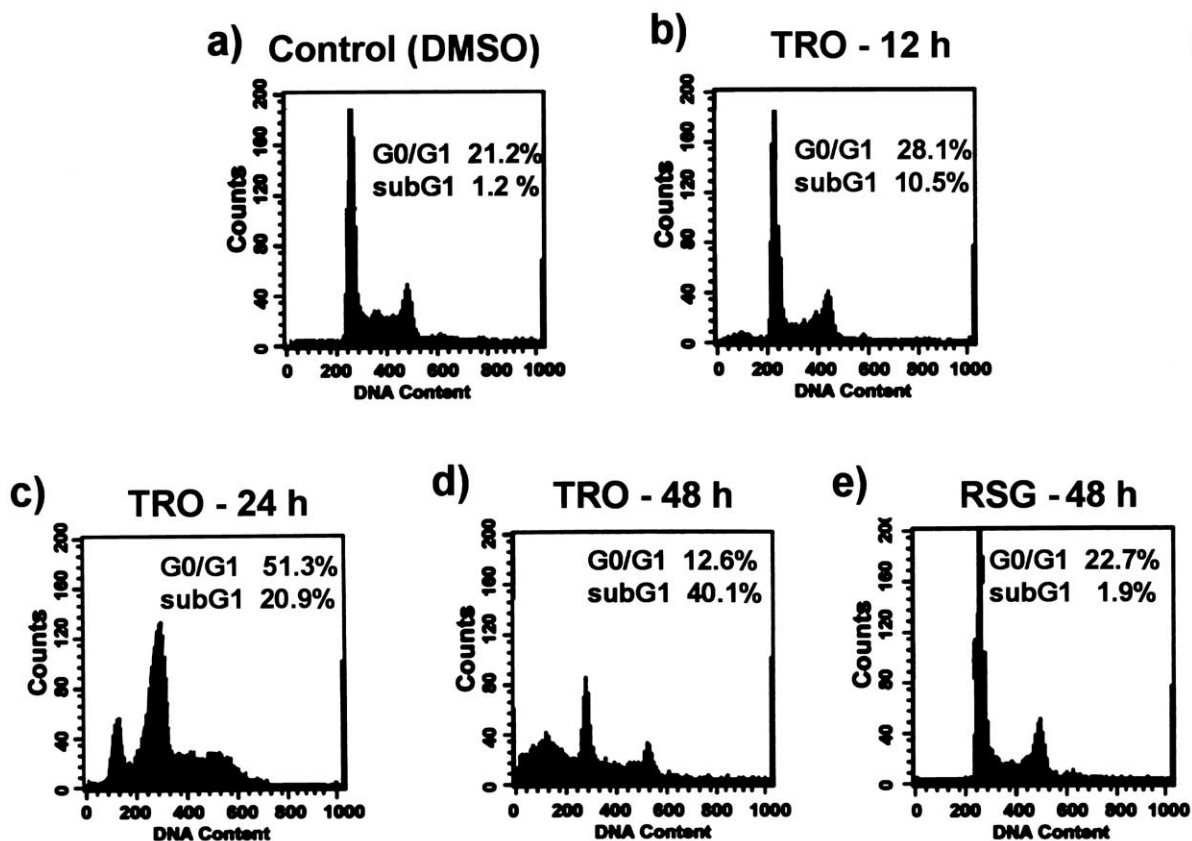 a) Control (DMSO)
G0/G1 21.2%
subG1 1.2 %
Counts
0 40 80 120 160 200
0 200 400 600 800 1000
DNA Content
b) TRO - 12 h
G0/G1 28.1%
subG1 10.5%
Counts
0 40 80 120 160 200
0 200 400 600 800 1000
DNA Content
c) TRO - 24 h
G0/G1 51.3%
subG1 20.9%
Counts
0 40 80 120 160 200
0 200 400 600 800 1000
DNA Content
d) TRO - 48 h
G0/G1 12.6%
subG1 40.1%
Counts
0 40 80 120 160 200
0 200 400 600 800 1000
DNA Content
e) RSG - 48 h
G0/G1 22.7%
subG1 1.9%
Counts
0 40 80 120 160 200
0 200 400 600 800 1000
DNA Content